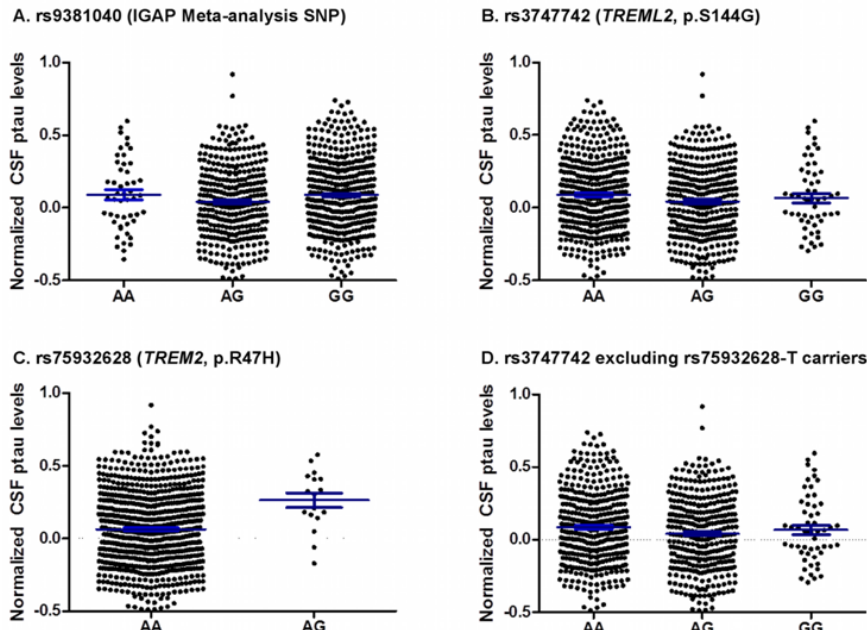 A. rs9381040 (IGAP Meta-analysis SNP)
Normalized CSF ptau levels
1.0
0.5
0.0
-0.5
AA AG GG
B. rs3747742 (TREML2, p.S144G)
Normalized CSF ptau levels
1.0
0.5
0.0
-0.5
AA AG GG
C. rs75932628 (TREM2, p.R47H)
Normalized CSF ptau levels
1.0
0.5
0.0
-0.5
AA AG
D. rs3747742 excluding rs75932628-T carriers
Normalized CSF ptau levels
1.0
0.5
0.0
-0.5
AA AG GG